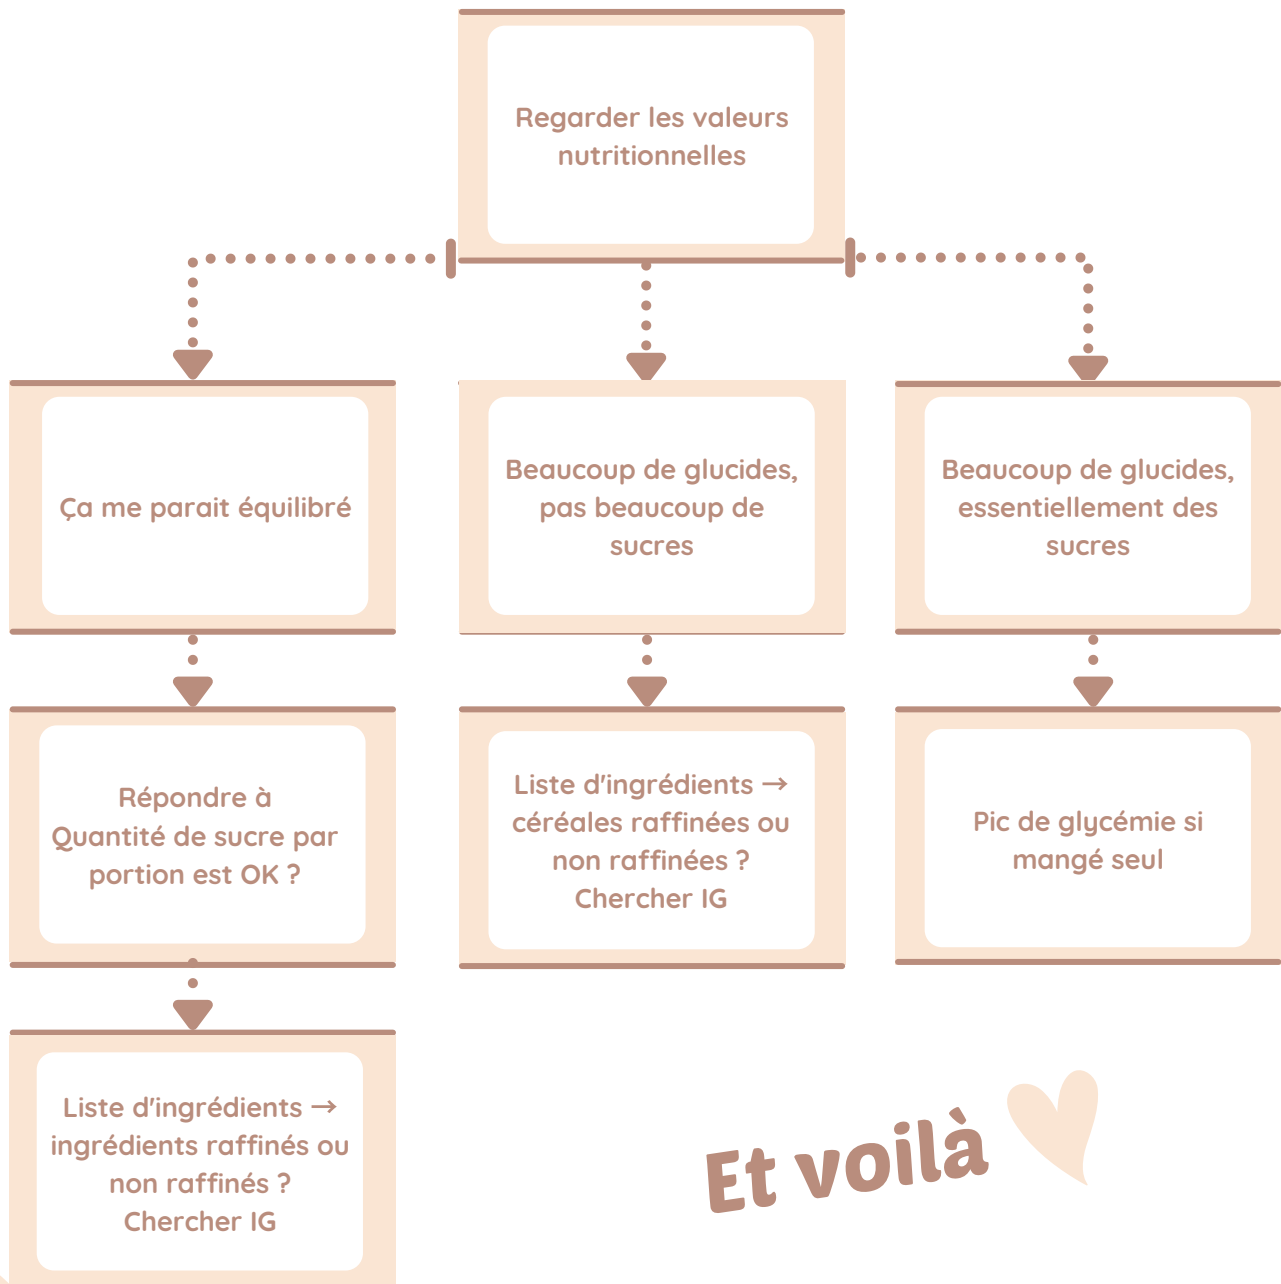 Regarder les valeurs
nutritionnelles
Ça me parait équilibré
Beaucoup de glucides,
pas beaucoup de
sucres
Beaucoup de glucides,
essentiellement des
sucres
Répondre à
Quantité de sucre par
portion est OK ?
Liste d'ingrédients →
céréales raffinées ou
non raffinées ?
Chercher IG
Pic de glycémie si
mangé seul
Liste d'ingrédients →
ingrédients raffinés ou
non raffinés ?
Chercher IG
Et voilà